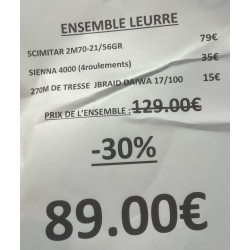 ENSEMBLE LEURRE
SCIMITAR 2M70-21/56GR 79€
SIENNA 4000 (4roulements) 35€
270M DE TRESSE JBRAID DAIWA 17/100 15€
PRIX DE L'ENSEMBLE : 129.00€
-30%
89.00€